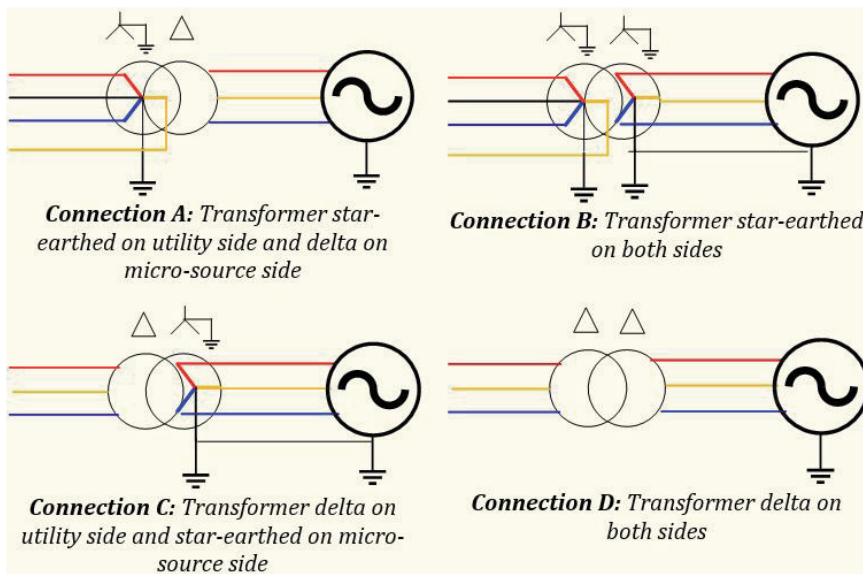 Connection A: Transformer star-
earthed on utility side and delta on
micro-source side
Connection B: Transformer star-earthed
on both sides
Connection C: Transformer delta on
utility side and star-earthed on micro-
source side
Connection D: Transformer delta on
both sides